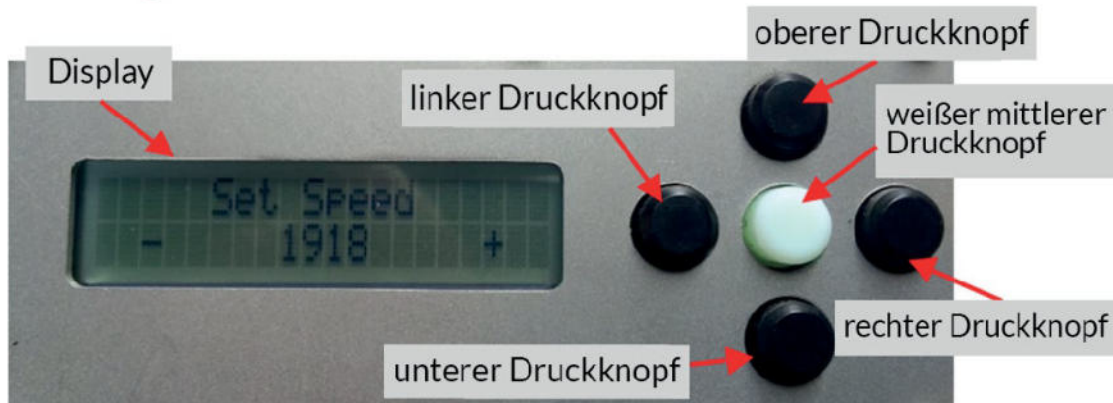 oberer Druckknopf
Display
linker Druckknopf
weißer mittlerer
Druckknopf
Set Speed
- 1918 +
rechter Druckknopf
unterer Druckknopf